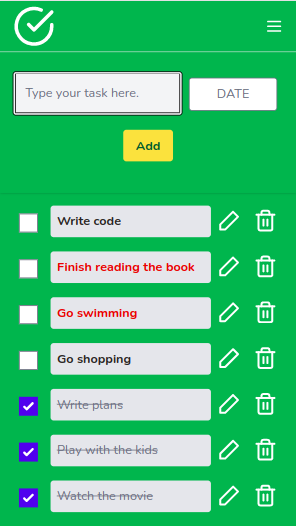 Type your task here.
DATE
Add
Write code
Finish reading the book
Go swimming
Go shopping
Write plans
Play with the kids
Watch the movie